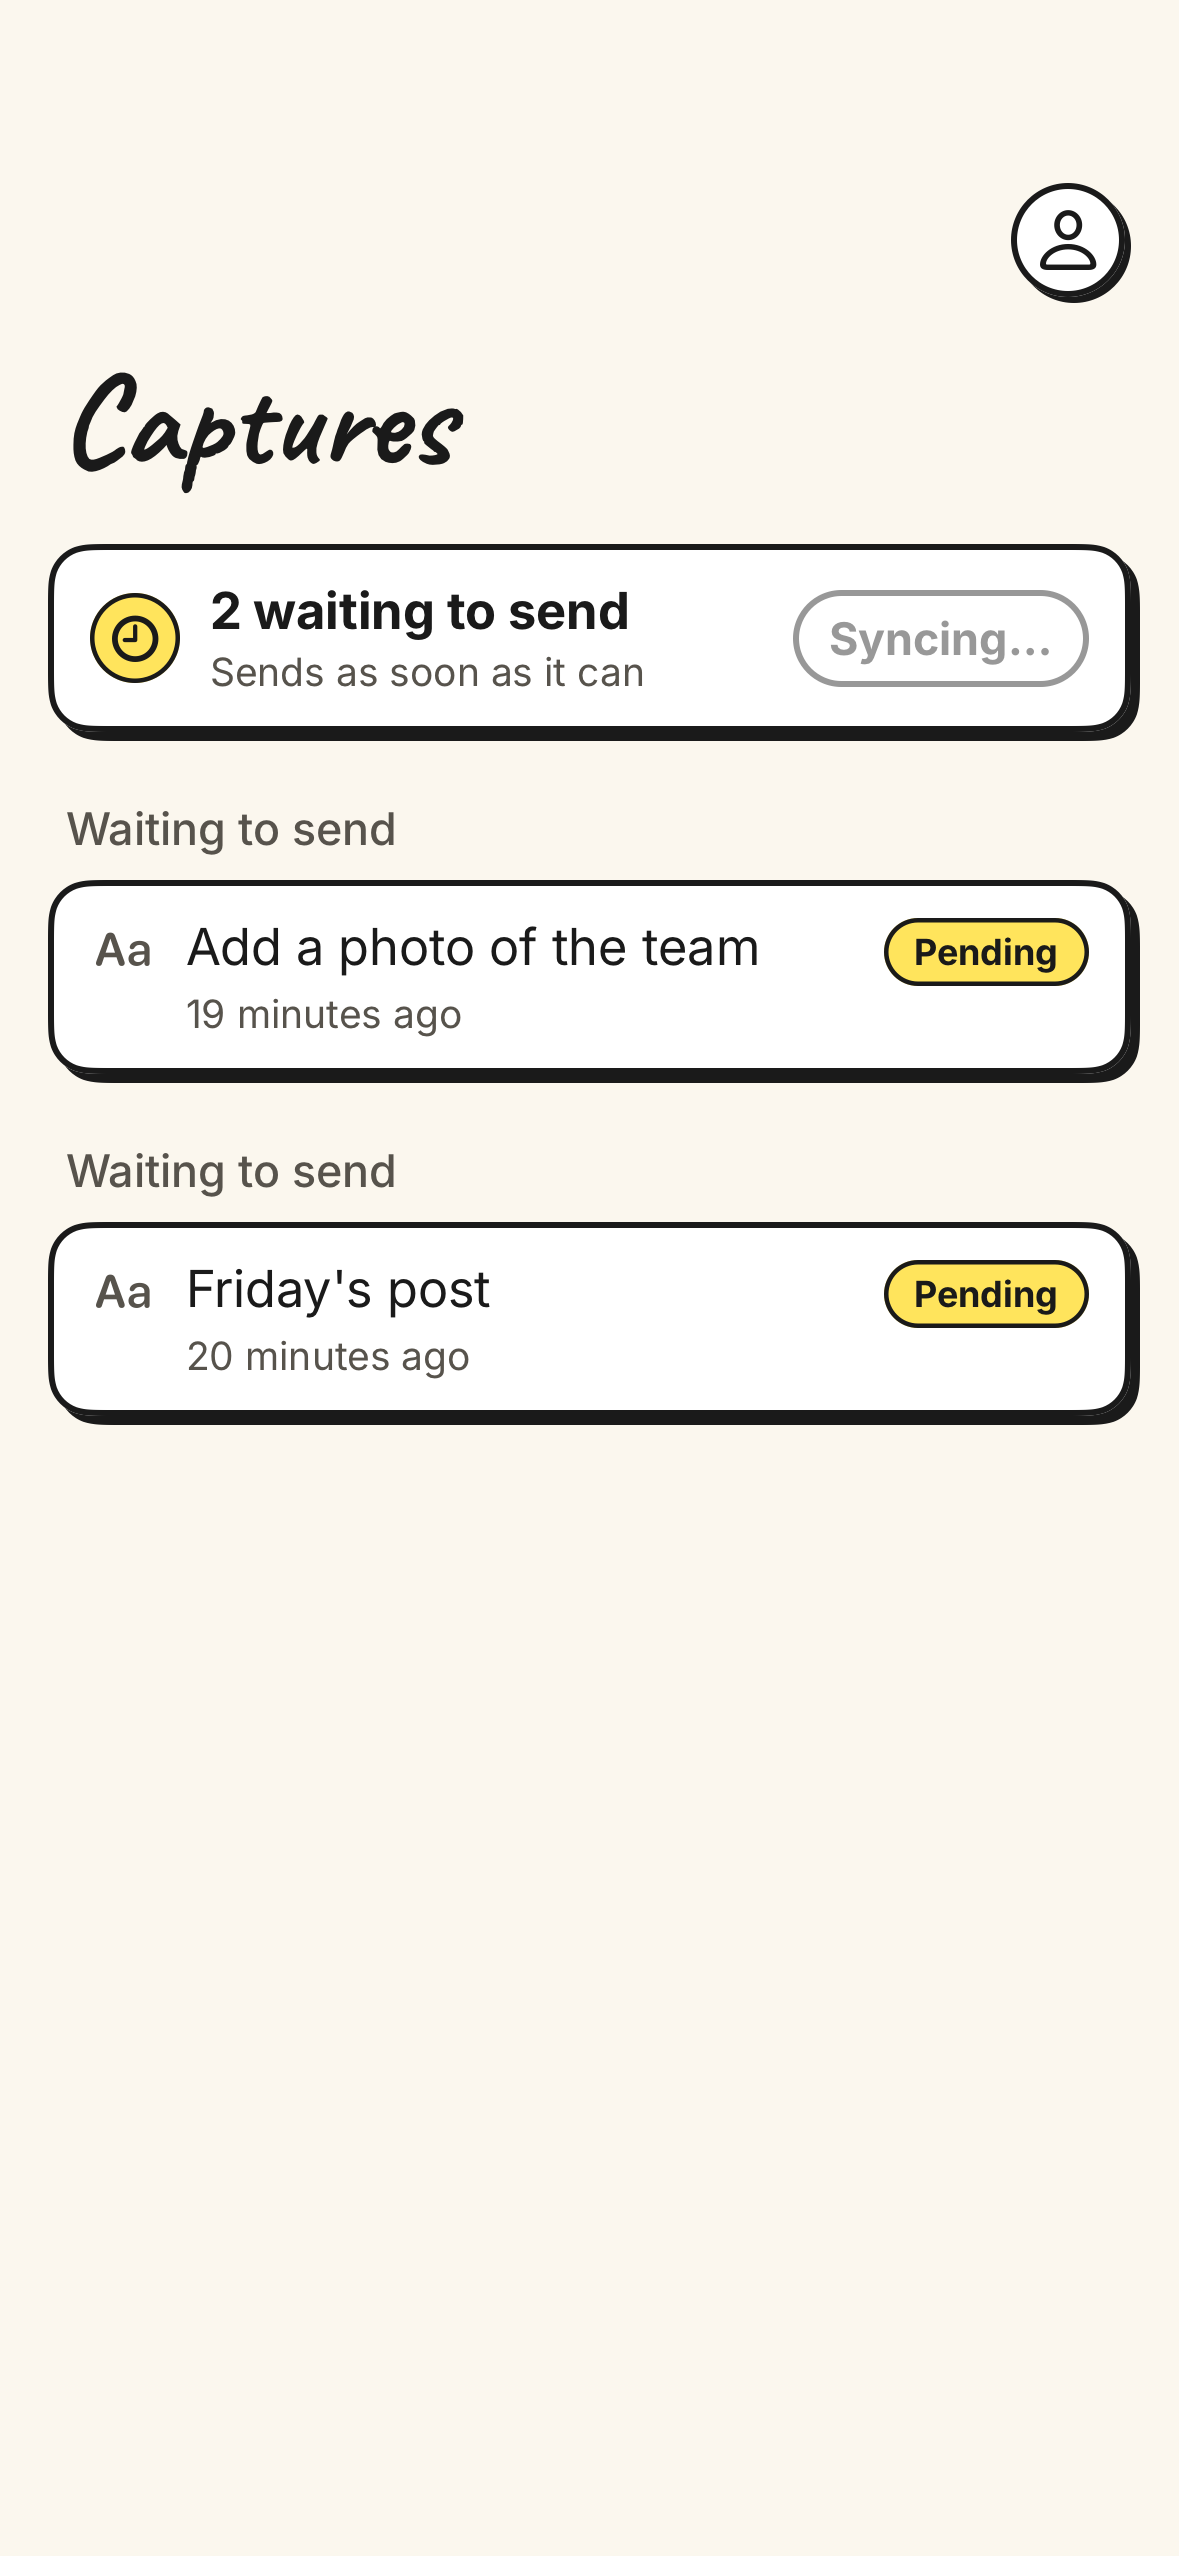 Captures
2 waiting to send
Sends as soon as it can
Syncing...
Waiting to send
Aa Add a photo of the team
Pending
19 minutes ago
Waiting to send
Aa Friday's post
Pending
20 minutes ago